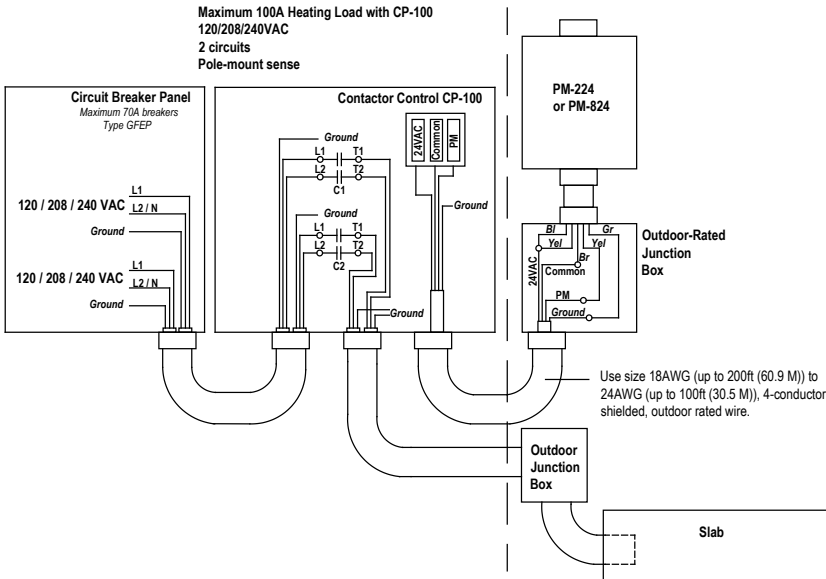 Maximum 100A Heating Load with CP-100
120/208/240VAC
2 circuits
Pole-mount sense
Circuit Breaker Panel
Maximum 70A breakers
Type GFEP
120 / 208 / 240 VAC
L1
L2 / N
Ground
120 / 208 / 240 VAC
L1
L2 / N
Ground
Contactor Control CP-100
Ground
L1
T1
L2
T2
C1
Ground
L1
T1
L2
T2
C2
Ground
24VAC
Common
PM
Ground
PM-224
or PM-824
Bl
Gr
Yel
Yel
Br
24VAC
Common
PM
Ground
Outdoor-Rated
Junction
Box
Use size 18AWG (up to 200ft (60.9 M)) to
24AWG (up to 100ft (30.5 M)), 4-conductor
shielded, outdoor rated wire.
Outdoor
Junction
Box
Slab